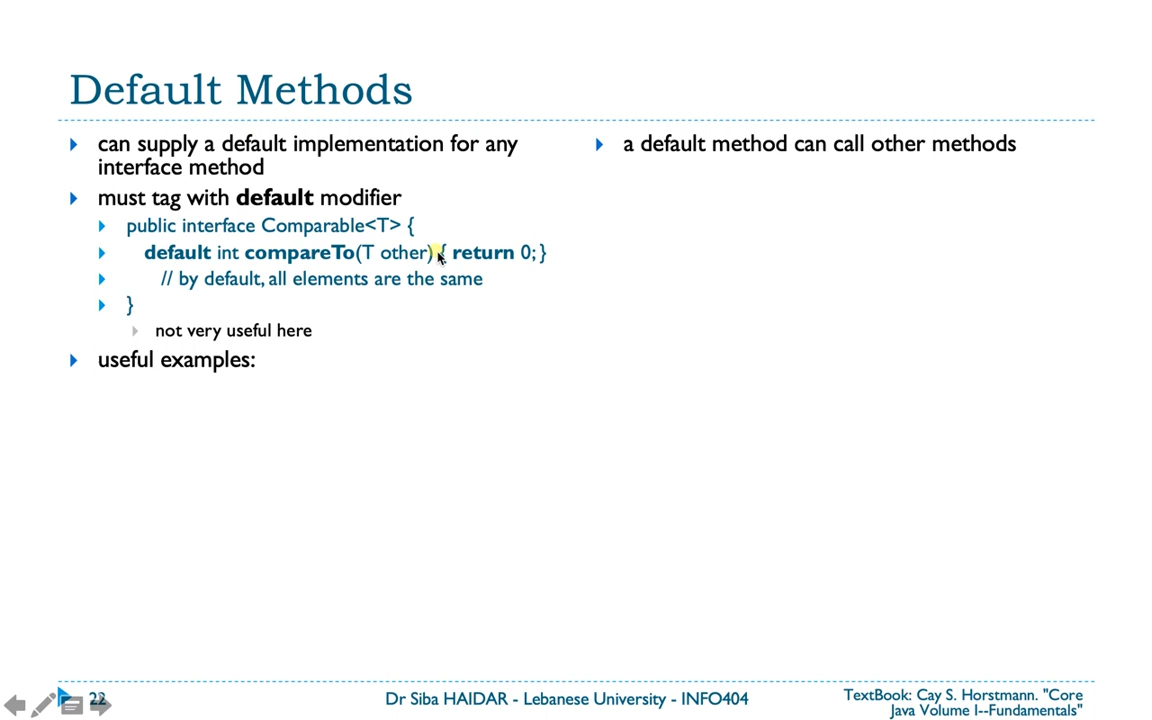 Default Methods
can supply a default implementation for any
interface method
must tag with default modifier
public interface Comparable<T> {
default int compareTo(T other) { return 0; }
// by default, all elements are the same
}
not very useful here
useful examples:
a default method can call other methods
22
Dr Siba HAIDAR - Lebanese University - INFO404
TextBook: Cay S. Horstmann. "Core
Java Volume I--Fundamentals"